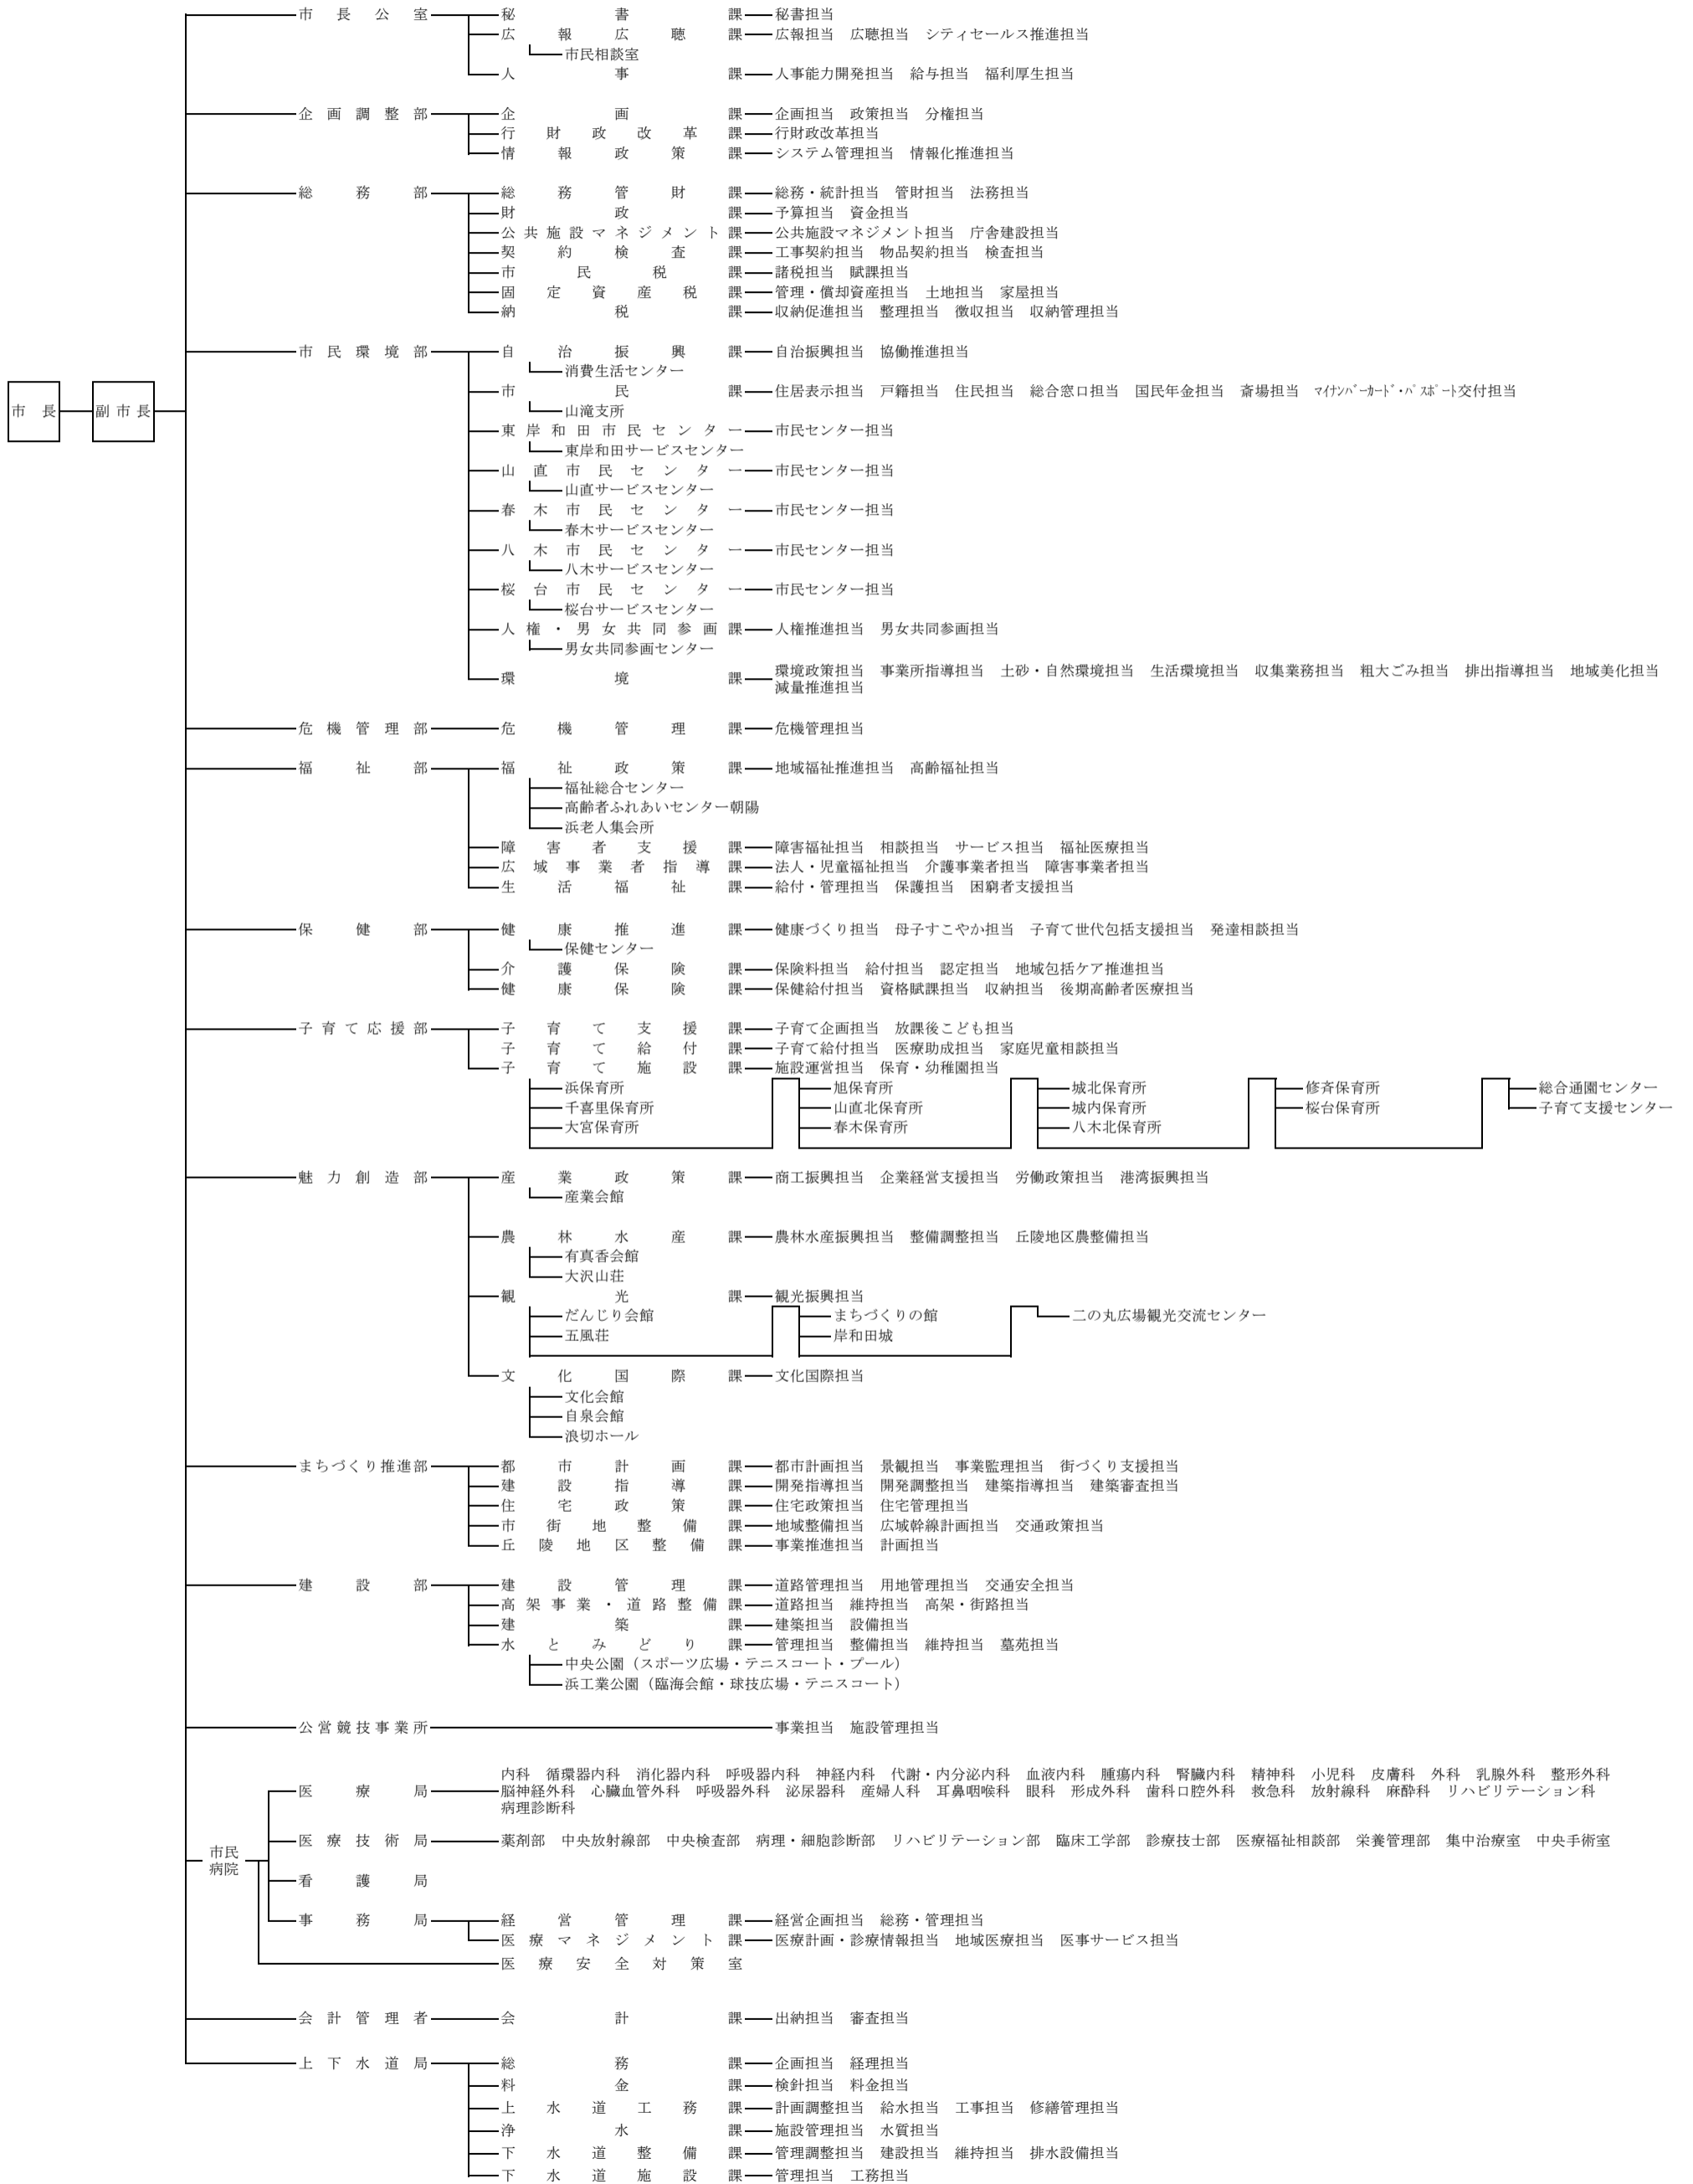 市長公室 秘書課 秘書担当
広報広聴課 広報担当 広聴担当 シティセールス推進担当
市民相談室
人事課 人事能力開発担当 給与担当 福利厚生担当
企画調整部 企画課 企画担当 政策担当 分権担当
行財政改革課 行財政改革担当
情報政策課 システム管理担当 情報化推進担当
総務部 総務管財課 総務・統計担当 管財担当 法務担当
財政課 予算担当 資金担当
公共施設マネジメント課 公共施設マネジメント担当 庁舎建設担当
契約検査課 工事契約担当 物品契約担当 検査担当
市民税課 諸税担当 賦課担当
固定資産税課 管理・償却資産担当 土地担当 家屋担当
納税課 収納促進担当 整理担当 徴収担当 収納管理担当
市民環境部 自治振興課 自治振興担当 協働推進担当
消費生活センター
市民課 住居表示担当 戸籍担当 住民担当 総合窓口担当 国民年金担当 斎場担当 ﾏｲﾅﾝﾊﾞｰｶｰﾄﾞ・ﾊﾟｽﾎﾟｰﾄ交付担当
市長 副市長 山滝支所
東岸和田市民センター 市民センター担当
東岸和田サービスセンター
山直市民センター 市民センター担当
山直サービスセンター
春木市民センター 市民センター担当
春木サービスセンター
八木市民センター 市民センター担当
八木サービスセンター
桜台市民センター 市民センター担当
桜台サービスセンター
人権・男女共同参画課 人権推進担当 男女共同参画担当
男女共同参画センター
環境課 環境政策担当 事業所指導担当 土砂・自然環境担当 生活環境担当 収集業務担当 粗大ごみ担当 排出指導担当 地域美化担当
減量推進担当
危機管理部 危機管理課 危機管理担当
福祉部 福祉政策課 地域福祉推進担当 高齢福祉担当
福祉総合センター
高齢者ふれあいセンター朝陽
浜老人集会所
障害者支援課 障害福祉担当 相談担当 サービス担当 福祉医療担当
広域事業者指導課 法人・児童福祉担当 介護事業者担当 障害事業者担当
生活福祉課 給付・管理担当 保護担当 困窮者支援担当
保健部 健康推進課 健康づくり担当 母子すこやか担当 子育て世代包括支援担当 発達相談担当
保健センター
介護保険課 保険料担当 給付担当 認定担当 地域包括ケア推進担当
健康保険課 保健給付担当 資格賦課担当 収納担当 後期高齢者医療担当
子育て応援部 子育て支援課 子育て企画担当 放課後こども担当
子育て給付課 子育て給付担当 医療助成担当 家庭児童相談担当
子育て施設課 施設運営担当 保育・幼稚園担当
浜保育所 旭保育所 城北保育所 修斉保育所 総合通園センター
千喜里保育所 山直北保育所 城内保育所 桜台保育所 子育て支援センター
大宮保育所 春木保育所 八木北保育所
魅力創造部 産業政策課 商工振興担当 企業経営支援担当 労働政策担当 港湾振興担当
産業会館
農林水産課 農林水産振興担当 整備調整担当 丘陵地区農整備担当
有真香会館
大沢山荘
観光課 観光振興担当
だんじり会館 まちづくりの館 二の丸広場観光交流センター
五風荘 岸和田城
文化国際課 文化国際担当
文化会館
自泉会館
浪切ホール
まちづくり推進部 都市計画課 都市計画担当 景観担当 事業監理担当 街づくり支援担当
建設指導課 開発指導担当 開発調整担当 建築指導担当 建築審査担当
住宅政策課 住宅政策担当 住宅管理担当
市街地整備課 地域整備担当 広域幹線計画担当 交通政策担当
丘陵地区整備課 事業推進担当 計画担当
建設部 建設管理課 道路管理担当 用地管理担当 交通安全担当
高架事業・道路整備課 道路担当 維持担当 高架・街路担当
建築課 建築担当 設備担当
水とみどり課 管理担当 整備担当 維持担当 墓苑担当
中央公園（スポーツ広場・テニスコート・プール）
浜工業公園（臨海会館・球技広場・テニスコート）
公営競技事業所 事業担当 施設管理担当
内科 循環器内科 消化器内科 呼吸器内科 神経内科 代謝・内分泌内科 血液内科 腫瘍内科 腎臓内科 精神科 小児科 皮膚科 外科 乳腺外科 整形外科
医療局 脳神経外科 心臓血管外科 呼吸器外科 泌尿器科 産婦人科 耳鼻咽喉科 眼科 形成外科 歯科口腔外科 救急科 放射線科 麻酔科 リハビリテーション科
病理診断科
医療技術局 薬剤部 中央放射線部 中央検査部 病理・細胞診断部 リハビリテーション部 臨床工学部 診療技士部 医療福祉相談部 栄養管理部 集中治療室 中央手術室
市民
病院
看護局
事務局 経営管理課 経営企画担当 総務・管理担当
医療マネジメント課 医療計画・診療情報担当 地域医療担当 医事サービス担当
医療安全対策室
会計管理者 会計課 出納担当 審査担当
上下水道局 総務課 企画担当 経理担当
料金課 検針担当 料金担当
上水道工務課 計画調整担当 給水担当 工事担当 修繕管理担当
浄水課 施設管理担当 水質担当
下水道整備課 管理調整担当 建設担当 維持担当 排水設備担当
下水道施設課 管理担当 工務担当